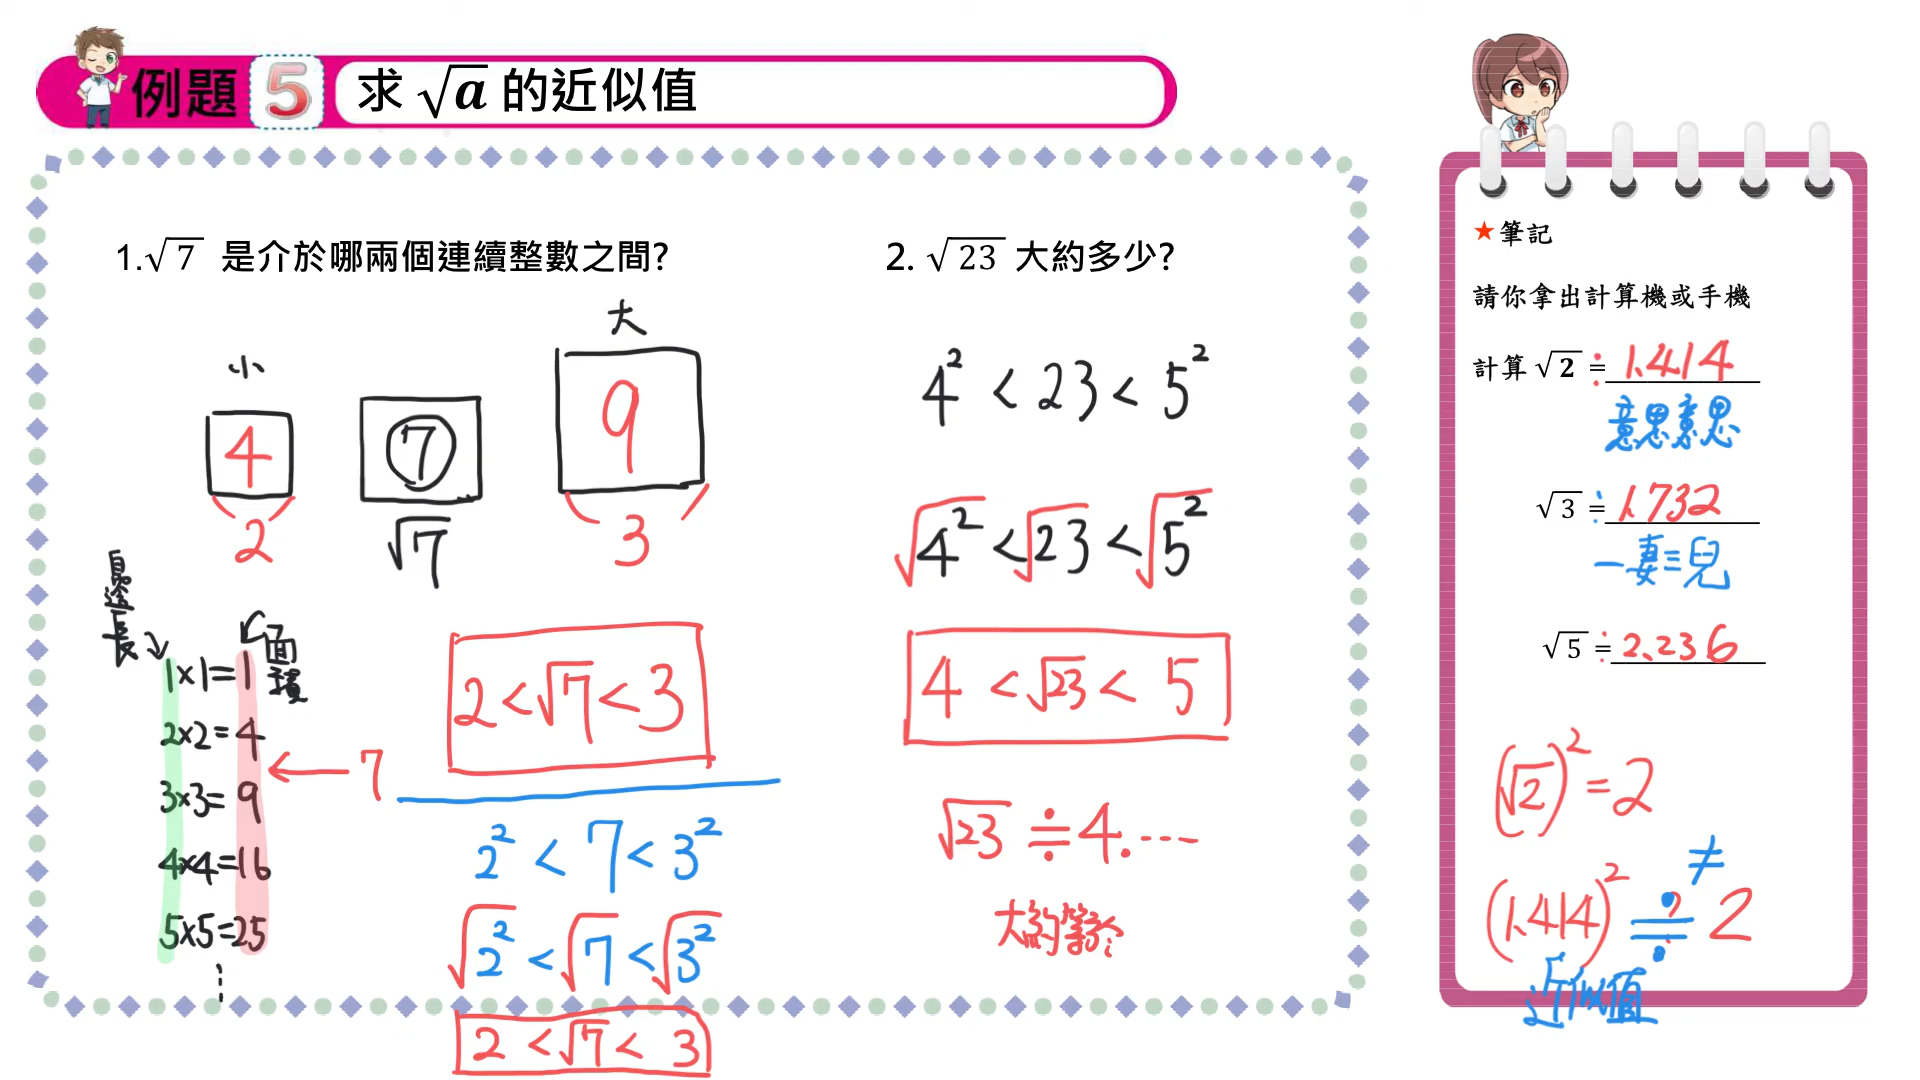 例題 5 求 √a 的近似值
1.√7 是介於哪兩個連續整數之間?
小
大
4
7
9
2
√7
3
邊長
面積
1×1=1
2×2=4
3×3=9
4×4=16
5×5=25
⋮
← 7
2<√7<3
2²<7<3²
√2²<√7<√3²
2<√7<3
2. √23 大約多少?
4²<23<5²
√4²<√23<√5²
4<√23<5
√23≒4.----
大約等於
★筆記
請你拿出計算機或手機
計算 √2 ≒1.414
意思意思
√3 ≒1.732
一妻三兒
√5 ≒2.236
(√2)²=2
≠
(1.414)²≒2
近似值